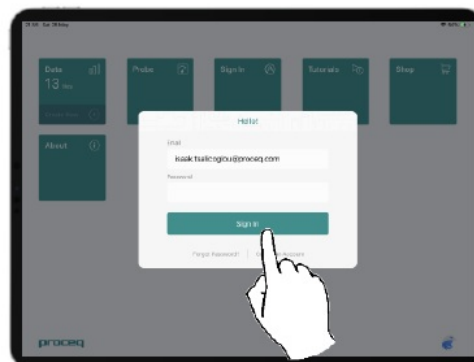 Data
13
Probe
Sign In
Tutorials
Shop
About
Hello!
Email
isaak.tsalicoglou@proceq.com
Password
Sign In
Forgot Password?
Account
proceq